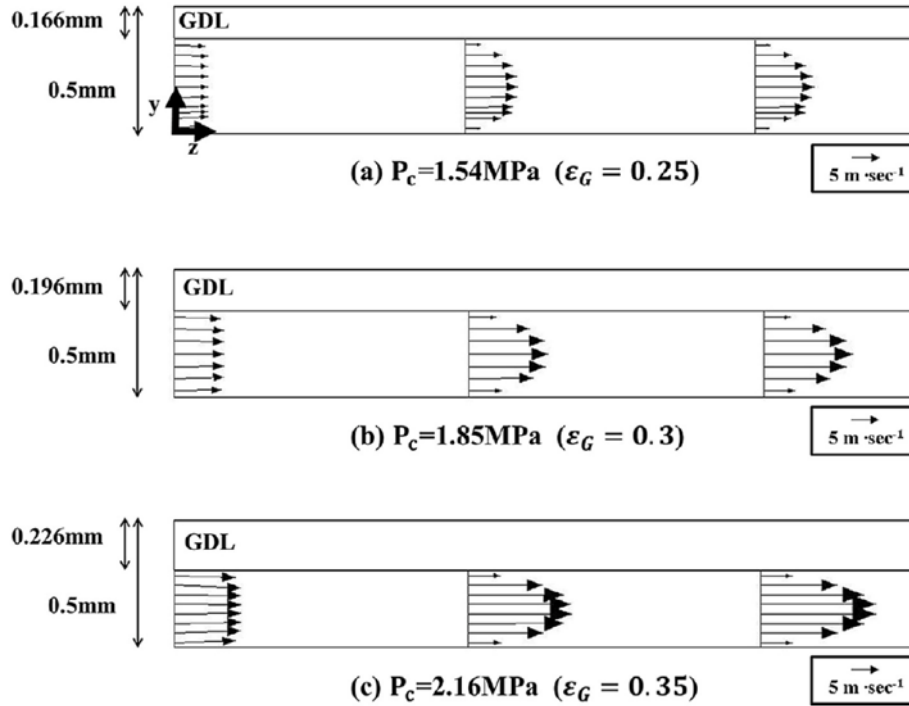 0.166mm
GDL
0.5mm
y
z
(a) P_c=1.54MPa (ε_G = 0.25)
5 m ·sec⁻¹
0.196mm
GDL
0.5mm
(b) P_c=1.85MPa (ε_G = 0.3)
5 m ·sec⁻¹
0.226mm
GDL
0.5mm
(c) P_c=2.16MPa (ε_G = 0.35)
5 m ·sec⁻¹